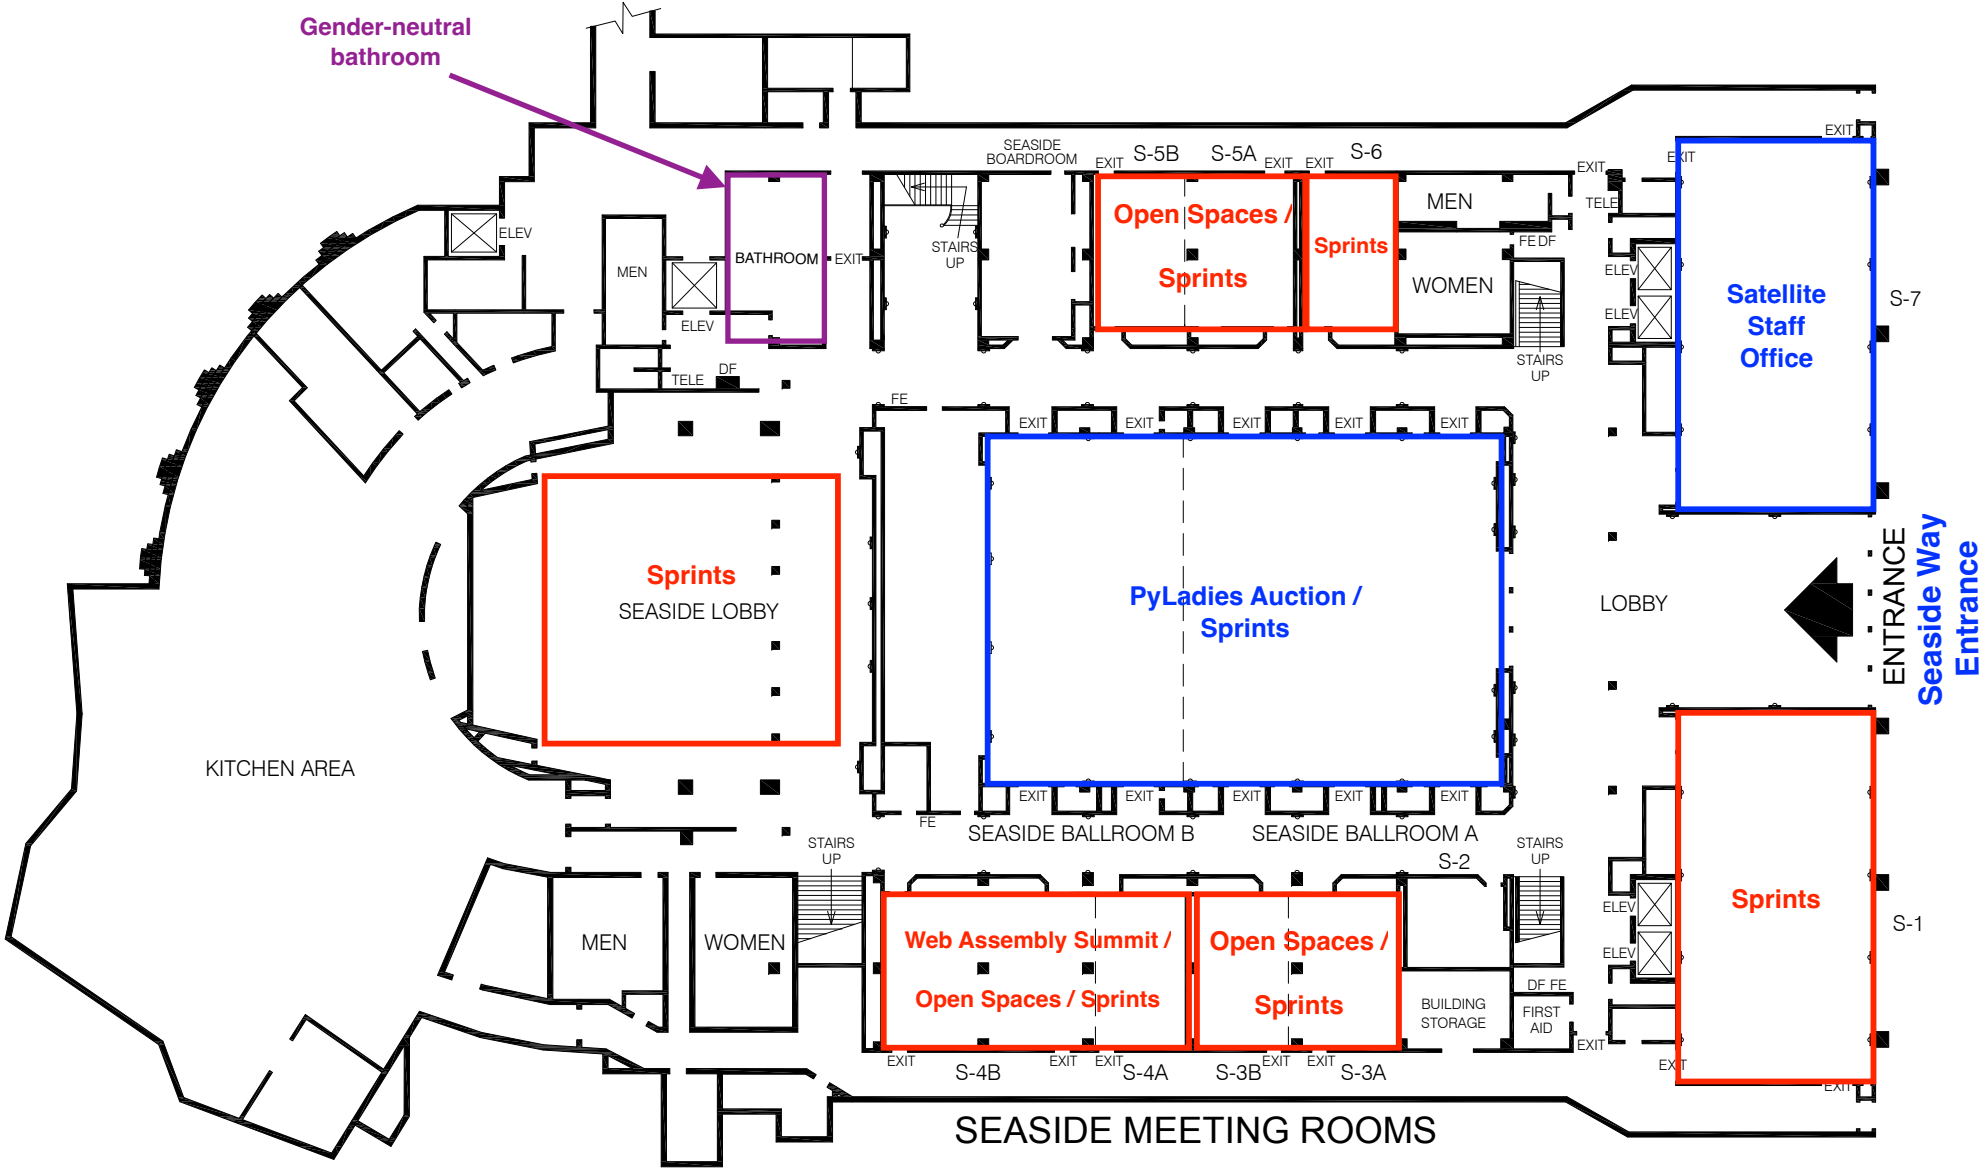 Gender-neutral
bathroom
SEASIDE
BOARDROOM
EXIT
S-5B
S-5A
EXIT
EXIT
S-6
EXIT
EXIT
EXIT
TELE
MEN
Open Spaces /
Sprints
Sprints
FE DF
WOMEN
ELEV
ELEV
STAIRS
UP
Satellite
Staff
Office
S-7
ELEV
MEN
BATHROOM
EXIT
STAIRS
UP
ELEV
TELE
DF
FE
EXIT
EXIT
EXIT
EXIT
EXIT
Sprints
SEASIDE LOBBY
PyLadies Auction /
Sprints
LOBBY
ENTRANCE
Seaside Way
Entrance
KITCHEN AREA
EXIT
EXIT
EXIT
EXIT
EXIT
FE
SEASIDE BALLROOM B
SEASIDE BALLROOM A
STAIRS
UP
S-2
STAIRS
UP
MEN
WOMEN
Web Assembly Summit /
Open Spaces / Sprints
Open Spaces /
Sprints
BUILDING
STORAGE
DF FE
FIRST
AID
EXIT
ELEV
ELEV
Sprints
S-1
EXIT
EXIT
EXIT
S-4B
EXIT
EXIT
S-4A
S-3B
EXIT
EXIT
S-3A
SEASIDE MEETING ROOMS